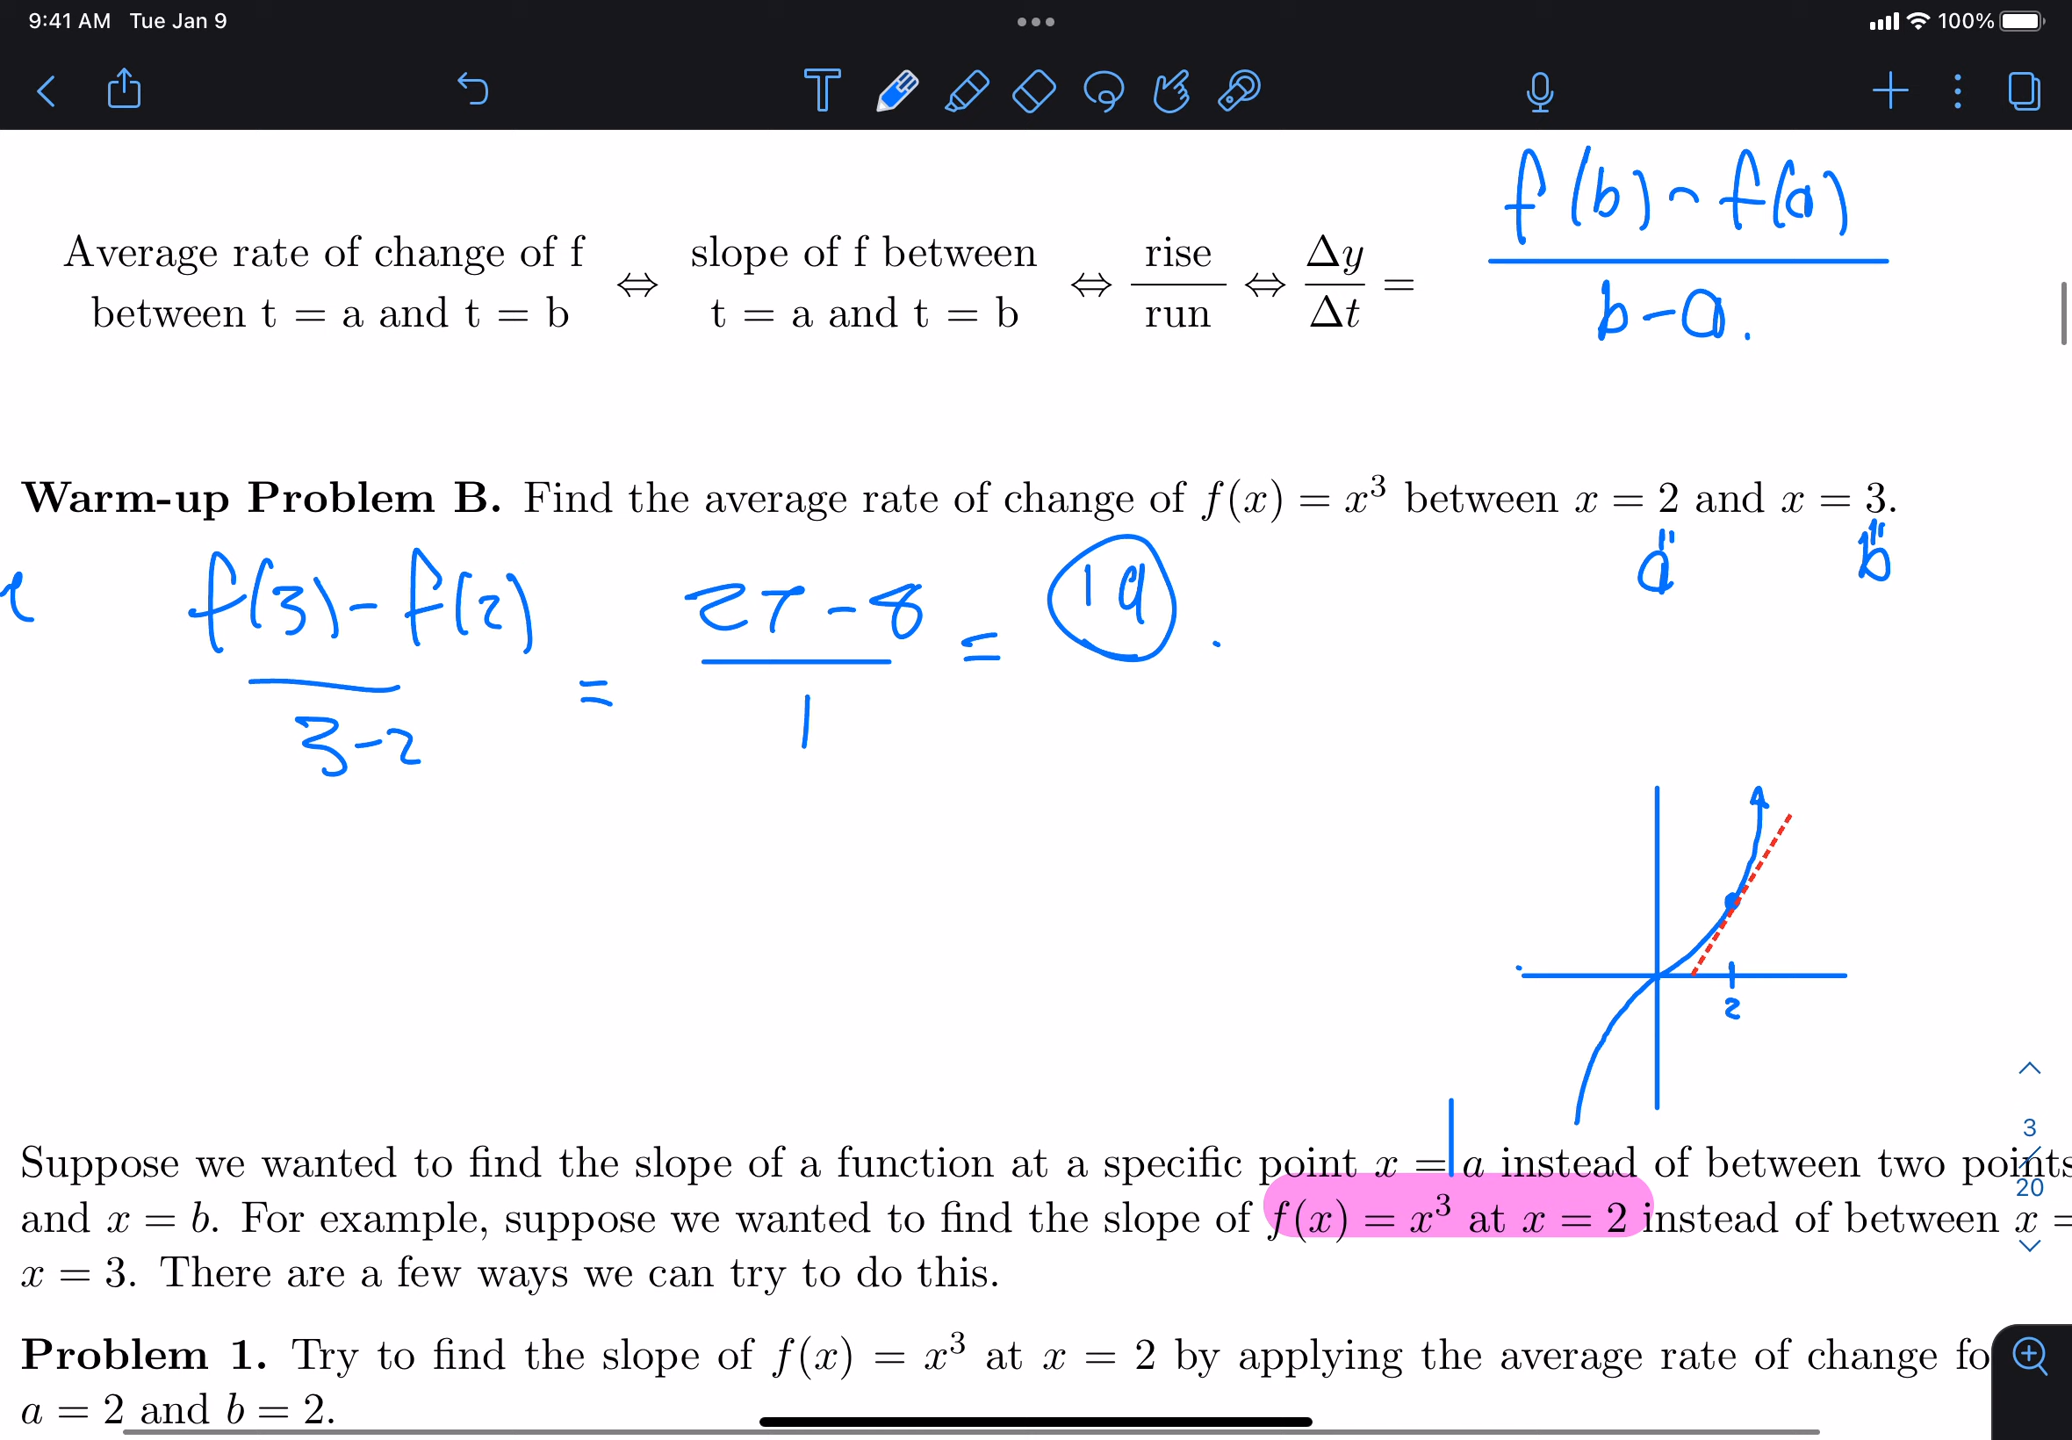 9:41 AM Tue Jan 9
100%
f(b) - f(a)
b - a.
Average rate of change of f between t = a and t = b ⇔ slope of f between t = a and t = b ⇔ rise/run ⇔ Δy/Δt =
Warm-up Problem B. Find the average rate of change of f(x) = x³ between x = 2 and x = 3.
" a " b
f(3) - f(2) / 3-2 = 27 - 8 / 1 = 19.
2
Suppose we wanted to find the slope of a function at a specific point x = a instead of between two points
and x = b. For example, suppose we wanted to find the slope of f(x) = x³ at x = 2 instead of between x =
x = 3. There are a few ways we can try to do this.
3/20
Problem 1. Try to find the slope of f(x) = x³ at x = 2 by applying the average rate of change fo
a = 2 and b = 2.